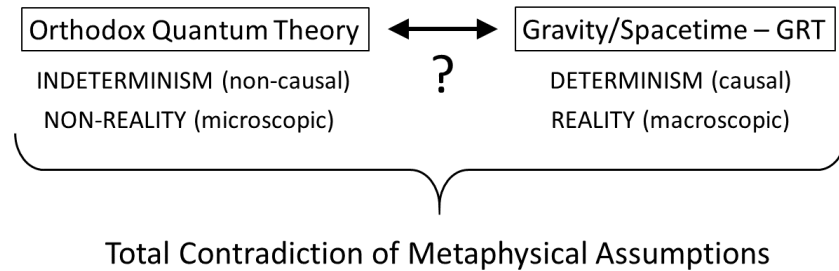 Orthodox Quantum Theory
Gravity/Spacetime – GRT
?
INDETERMINISM (non-causal)
DETERMINISM (causal)
NON-REALITY (microscopic)
REALITY (macroscopic)
Total Contradiction of Metaphysical Assumptions